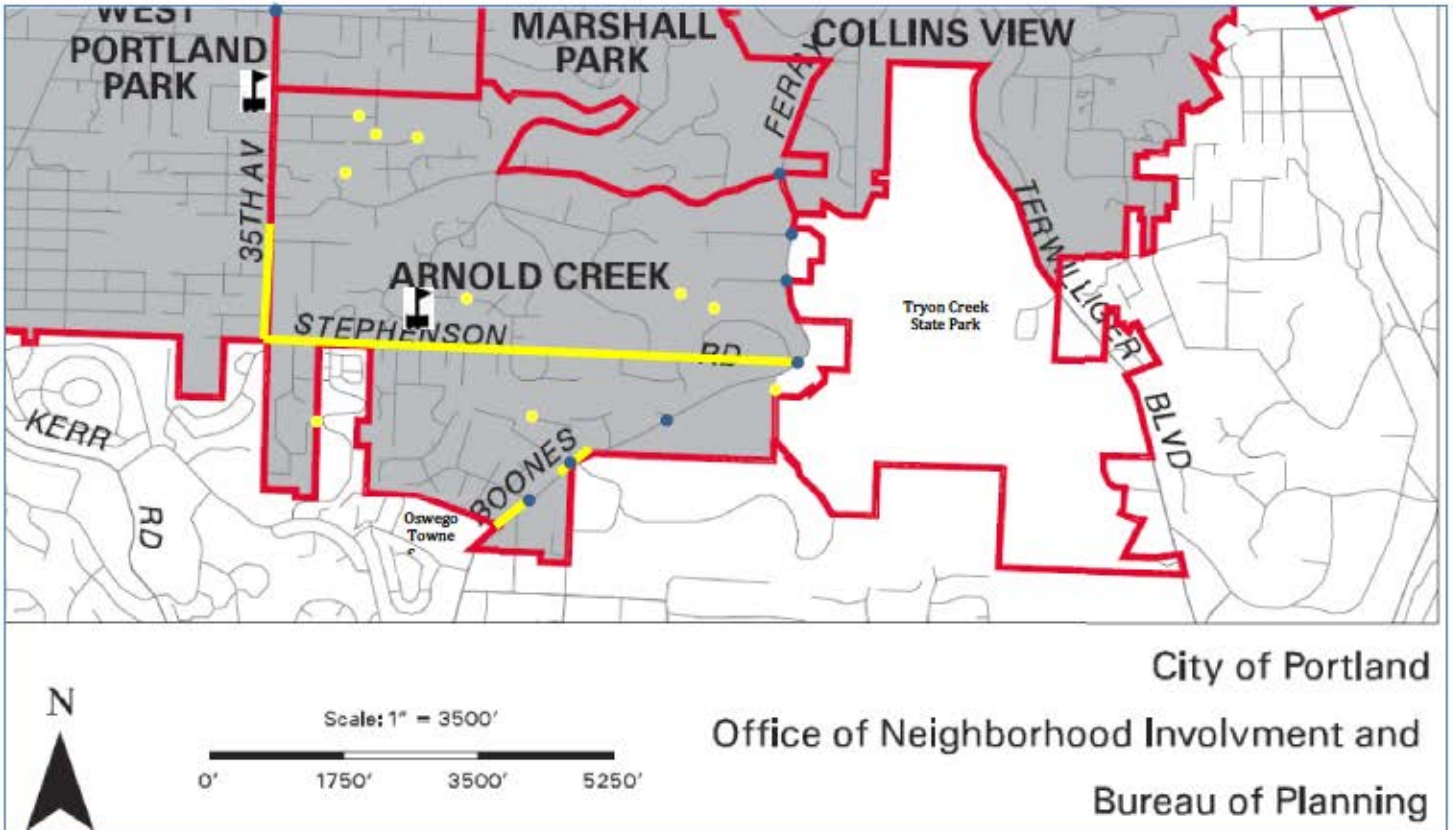 WEST
PORTLAND
PARK
MARSHALL
PARK
COLLINS VIEW
35TH AV
TERWILLIGER
BLVD
ARNOLD CREEK
STEPHENSON
RD
Tryon Creek
State Park
KERR
RD
BOONES
Oswego
Towne
City of Portland
Office of Neighborhood Involvment and
Bureau of Planning
N
Scale: 1" = 3500'
0' 1750' 3500' 5250'